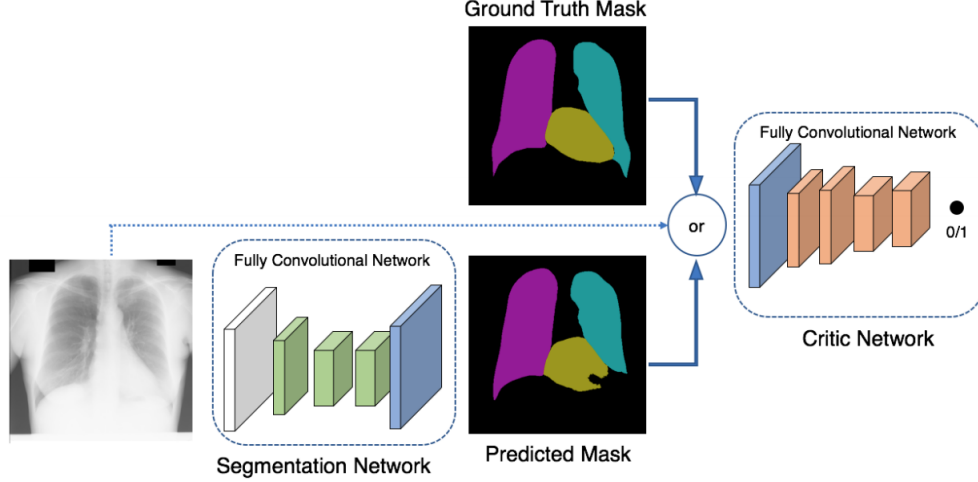 Ground Truth Mask
Fully Convolutional Network
or
0/1
Fully Convolutional Network
Critic Network
Segmentation Network
Predicted Mask